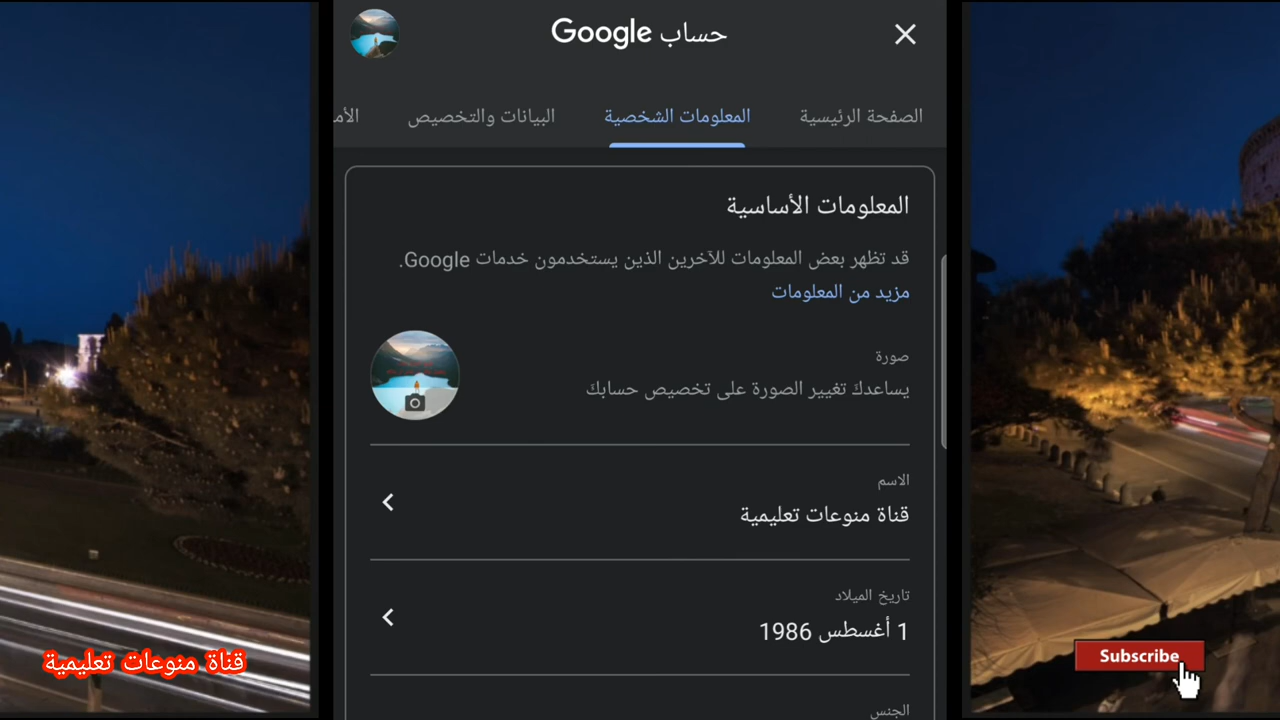 حساب Google
الصفحة الرئيسية
المعلومات الشخصية
البيانات والتخصيص
المعلومات الأساسية
قد تظهر بعض المعلومات للآخرين الذين يستخدمون خدمات Google.
مزيد من المعلومات
صورة
يساعدك تغيير الصورة على تخصيص حسابك
الاسم
قناة منوعات تعليمية
تاريخ الميلاد
1 أغسطس 1986
الجنس
قناة منوعات تعليمية
Subscribe